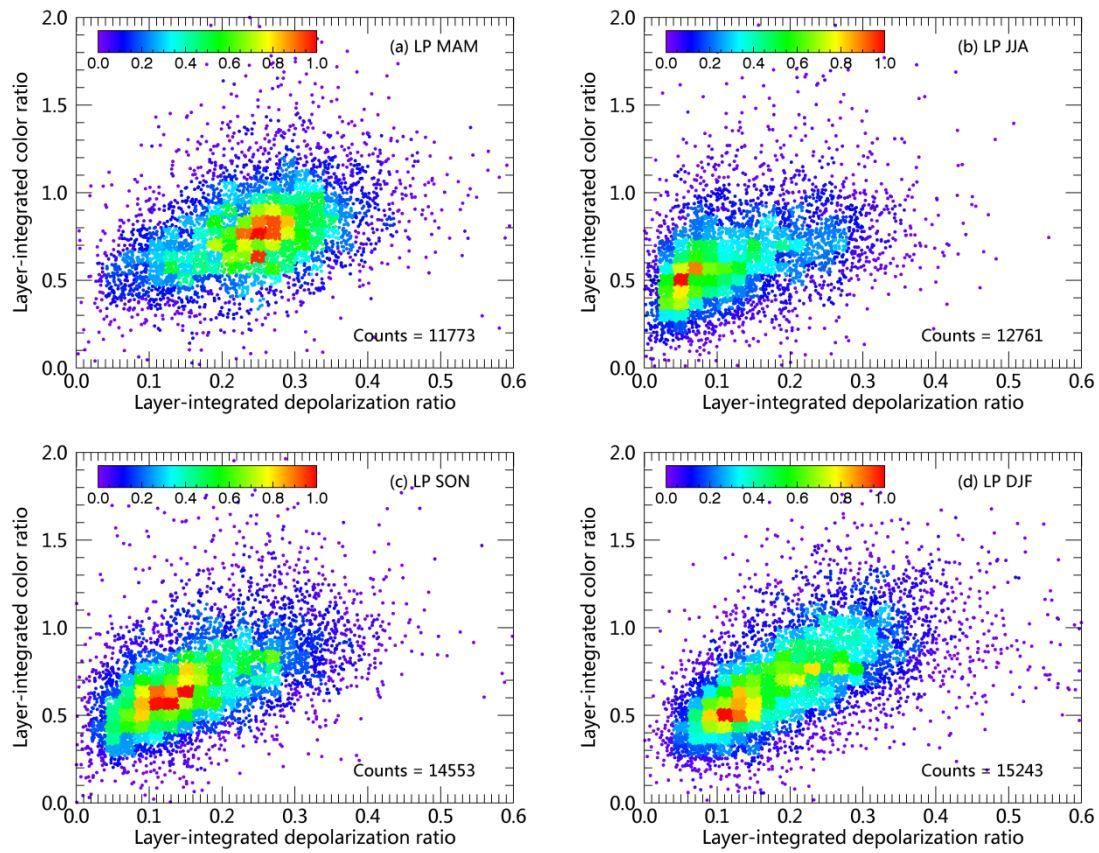 2.0
(a) LP MAM
0.0 0.2 0.4 0.6 0.8 1.0
1.5
1.0
0.5
0.0
Layer-integrated color ratio
Counts = 11773
0.0 0.1 0.2 0.3 0.4 0.5 0.6
Layer-integrated depolarization ratio
2.0
(b) LP JJA
0.0 0.2 0.4 0.6 0.8 1.0
1.5
1.0
0.5
0.0
Layer-integrated color ratio
Counts = 12761
0.0 0.1 0.2 0.3 0.4 0.5 0.6
Layer-integrated depolarization ratio
2.0
(c) LP SON
0.0 0.2 0.4 0.6 0.8 1.0
1.5
1.0
0.5
0.0
Layer-integrated color ratio
Counts = 14553
0.0 0.1 0.2 0.3 0.4 0.5 0.6
Layer-integrated depolarization ratio
2.0
(d) LP DJF
0.0 0.2 0.4 0.6 0.8 1.0
1.5
1.0
0.5
0.0
Layer-integrated color ratio
Counts = 15243
0.0 0.1 0.2 0.3 0.4 0.5 0.6
Layer-integrated depolarization ratio